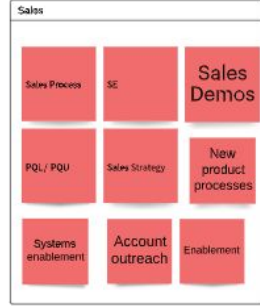 Sales
Sales Process
SE
Sales
Demos
PQL/ PQU
Sales Strategy
New
product
processes
Systems
enablement
Account
outreach
Enablement